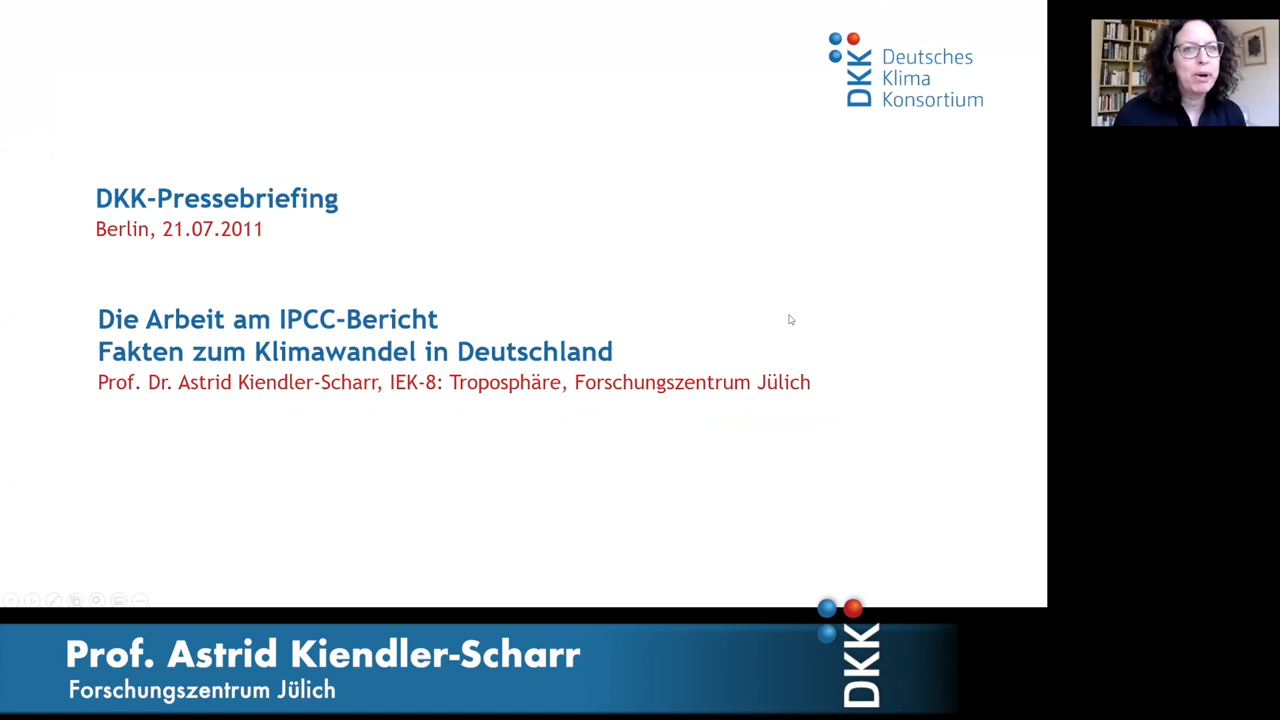 DKK
Deutsches
Klima
Konsortium
DKK-Pressebriefing
Berlin, 21.07.2011
Die Arbeit am IPCC-Bericht
Fakten zum Klimawandel in Deutschland
Prof. Dr. Astrid Kiendler-Scharr, IEK-8: Troposphäre, Forschungszentrum Jülich
Prof. Astrid Kiendler-Scharr
Forschungszentrum Jülich
DKK